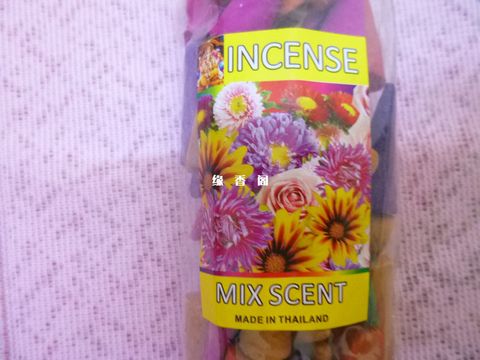 INCENSE
缘香阁
MIX SCENT
MADE IN THAILAND